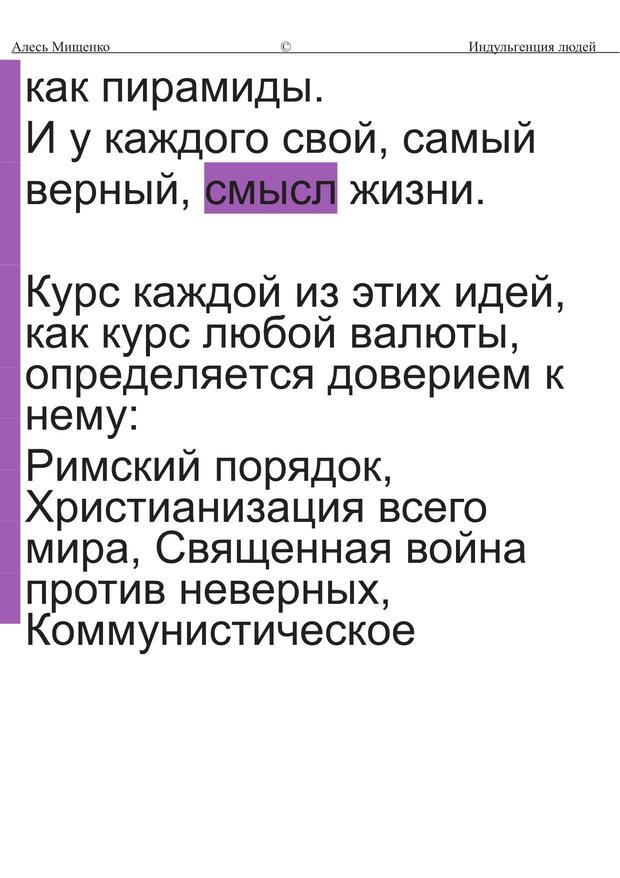 Алесь Мищенко © Индульгенция людей
как пирамиды.
И у каждого свой, самый
верный, смысл жизни.
Курс каждой из этих идей,
как курс любой валюты,
определяется доверием к
нему:
Римский порядок,
Христианизация всего
мира, Священная война
против неверных,
Коммунистическое